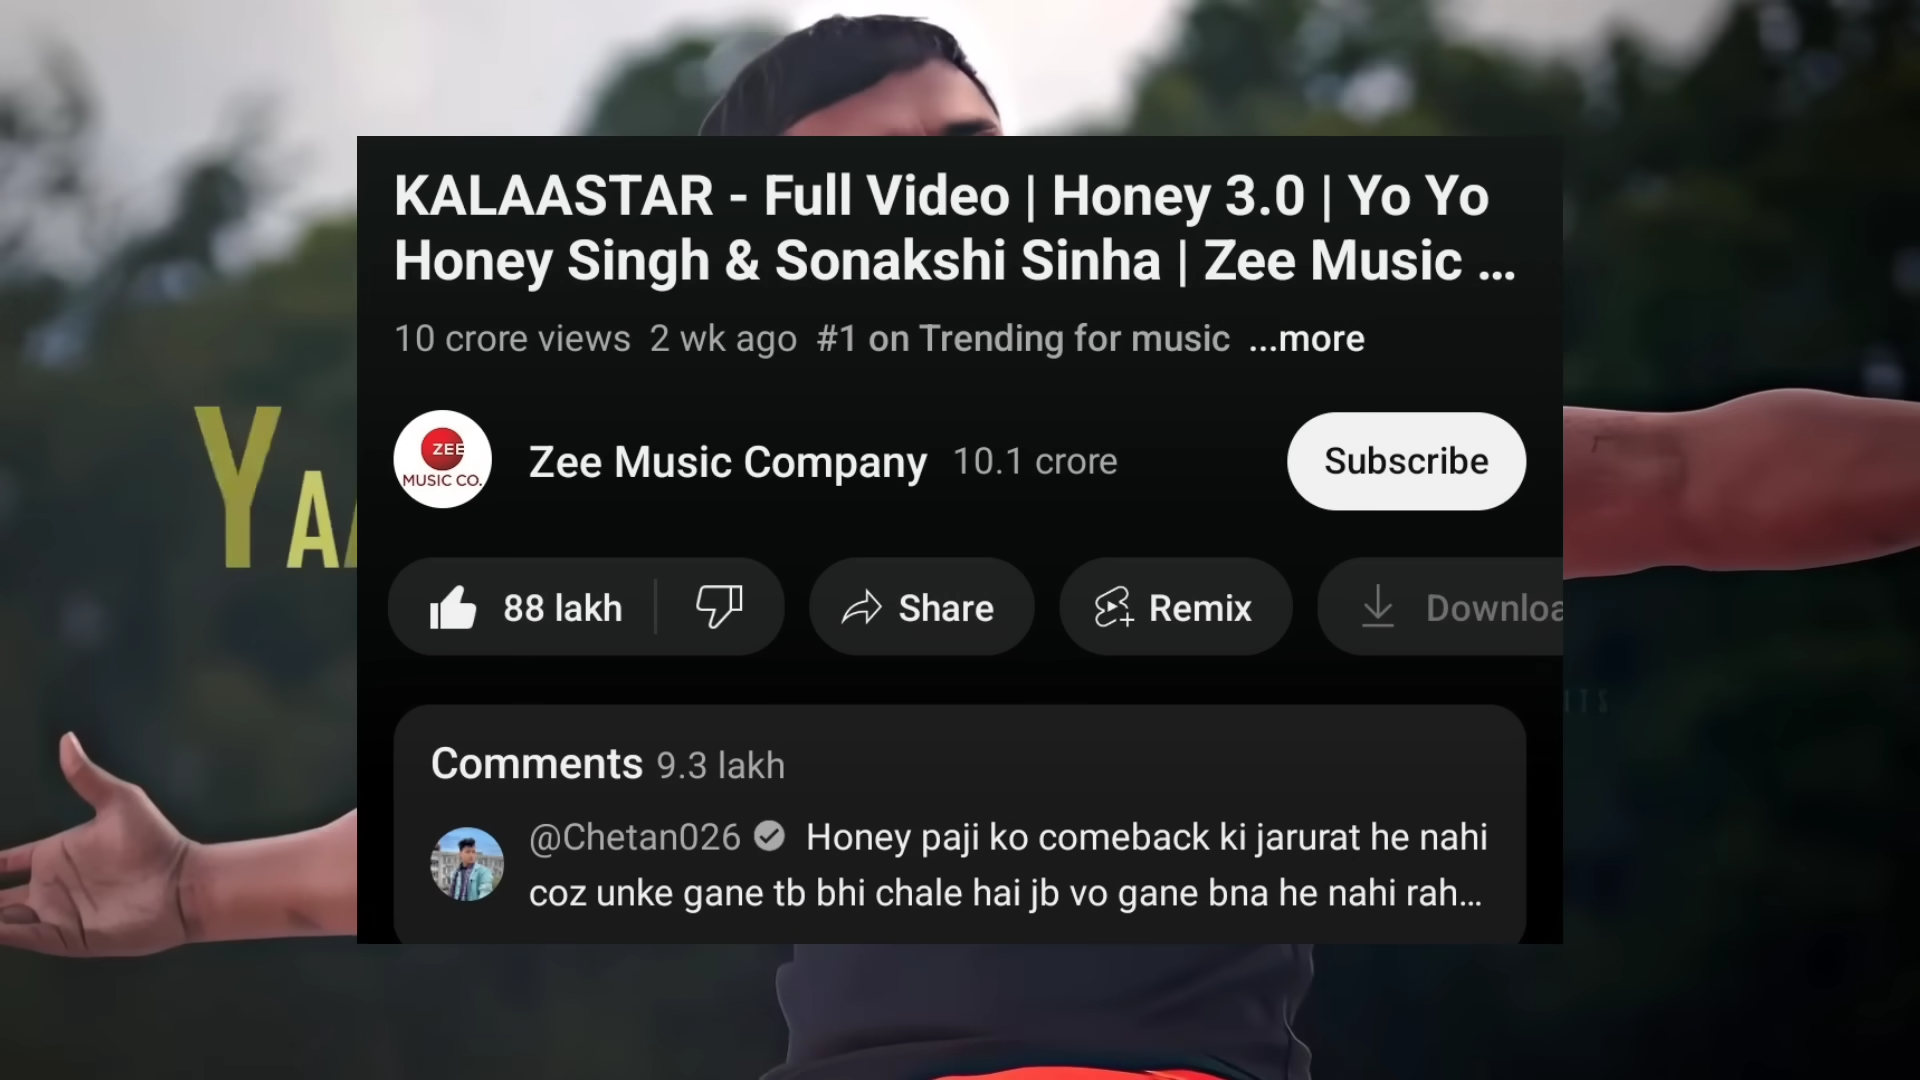 KALAASTAR - Full Video | Honey 3.0 | Yo Yo
Honey Singh & Sonakshi Sinha | Zee Music ...
10 crore views 2 wk ago #1 on Trending for music ...more
YA
ZEE
MUSIC CO.
Zee Music Company 10.1 crore
Subscribe
88 lakh
Share
Remix
Downloa
ITS
Comments 9.3 lakh
@Chetan026 Honey paji ko comeback ki jarurat he nahi
coz unke gane tb bhi chale hai jb vo gane bna he nahi rah...